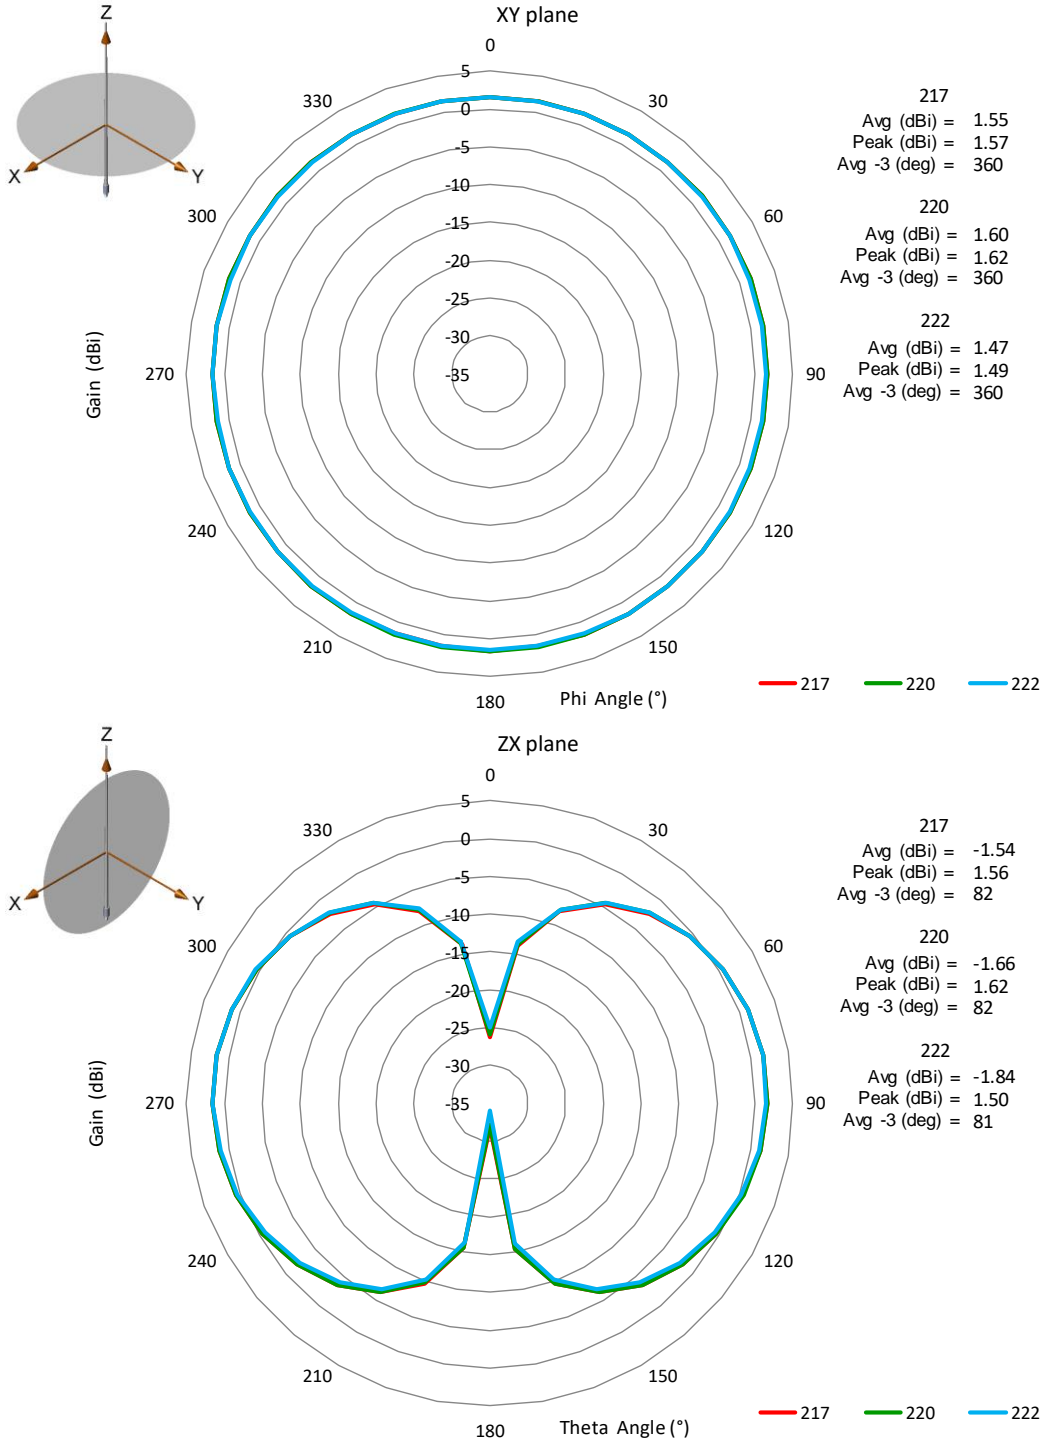 Z
XY plane
0
5
330
30
217
0
Avg (dBi) = 1.55
-5
Peak (dBi) = 1.57
X
Y
Avg -3 (deg) = 360
-10
300
60
220
-15
Avg (dBi) = 1.60
-20
Peak (dBi) = 1.62
Avg -3 (deg) = 360
-25
222
-30
Avg (dBi) = 1.47
Gain (dBi)
270
-35
90
Peak (dBi) = 1.49
Avg -3 (deg) = 360
240
120
210
150
217
220
222
180
Phi Angle (°)
Z
ZX plane
0
5
330
30
217
0
Avg (dBi) = -1.54
-5
Peak (dBi) = 1.56
X
Y
Avg -3 (deg) = 82
-10
300
60
220
-15
Avg (dBi) = -1.66
-20
Peak (dBi) = 1.62
Avg -3 (deg) = 82
-25
222
-30
Avg (dBi) = -1.84
Gain (dBi)
270
-35
90
Peak (dBi) = 1.50
Avg -3 (deg) = 81
240
120
210
150
217
220
222
180
Theta Angle (°)